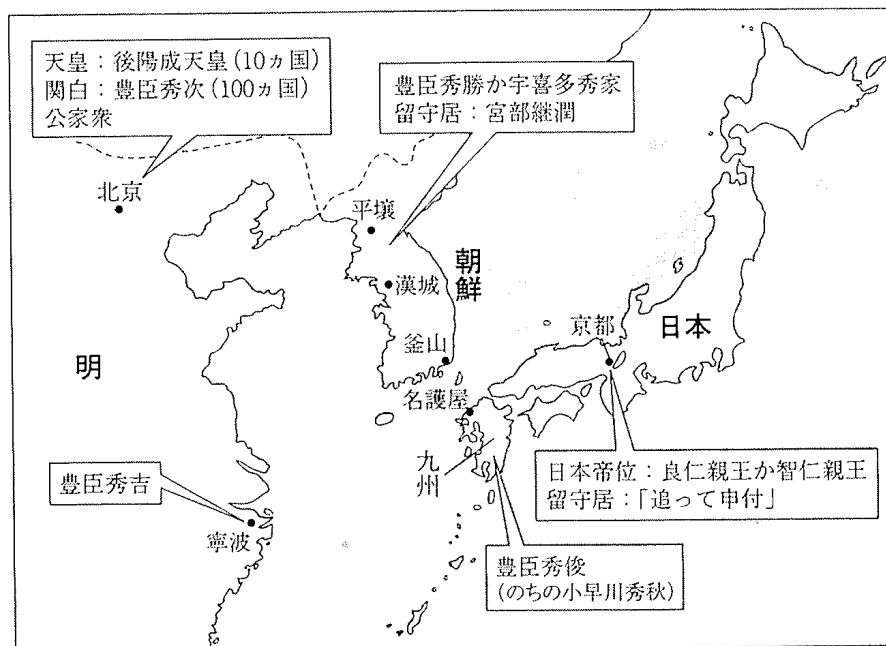 天皇：後陽成天皇（10ヵ国）
関白：豊臣秀次（100ヵ国）
公家衆
豊臣秀勝か宇喜多秀家
留守居：宮部継潤
北京
平壌
漢城
朝鮮
釜山
京都
日本
明
名護屋
九州
豊臣秀吉
寧波
日本帝位：良仁親王か智仁親王
留守居：「追って申付」
豊臣秀俊
（のちの小早川秀秋）